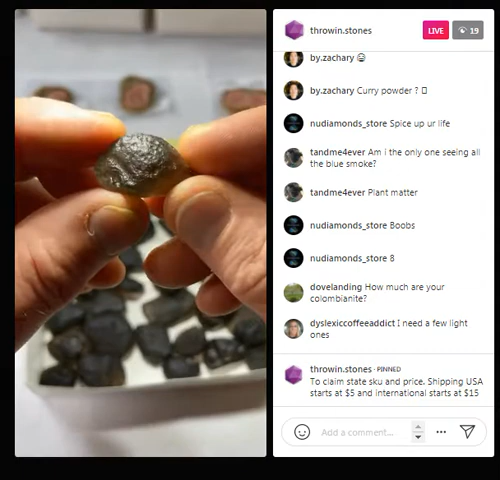 throwin.stones
LIVE
19
by.zachary
by.zachary Curry powder ?
nudiamonds_store Spice up ur life
tandme4ever Am i the only one seeing all
the blue smoke?
tandme4ever Plant matter
nudiamonds_store Boobs
nudiamonds_store 8
dovelanding How much are your
colombianite?
dyslexiccoffeeaddict I need a few light
ones
throwin.stones · PINNED
To claim state sku and price. Shipping USA
starts at $5 and international starts at $15
Add a comment...